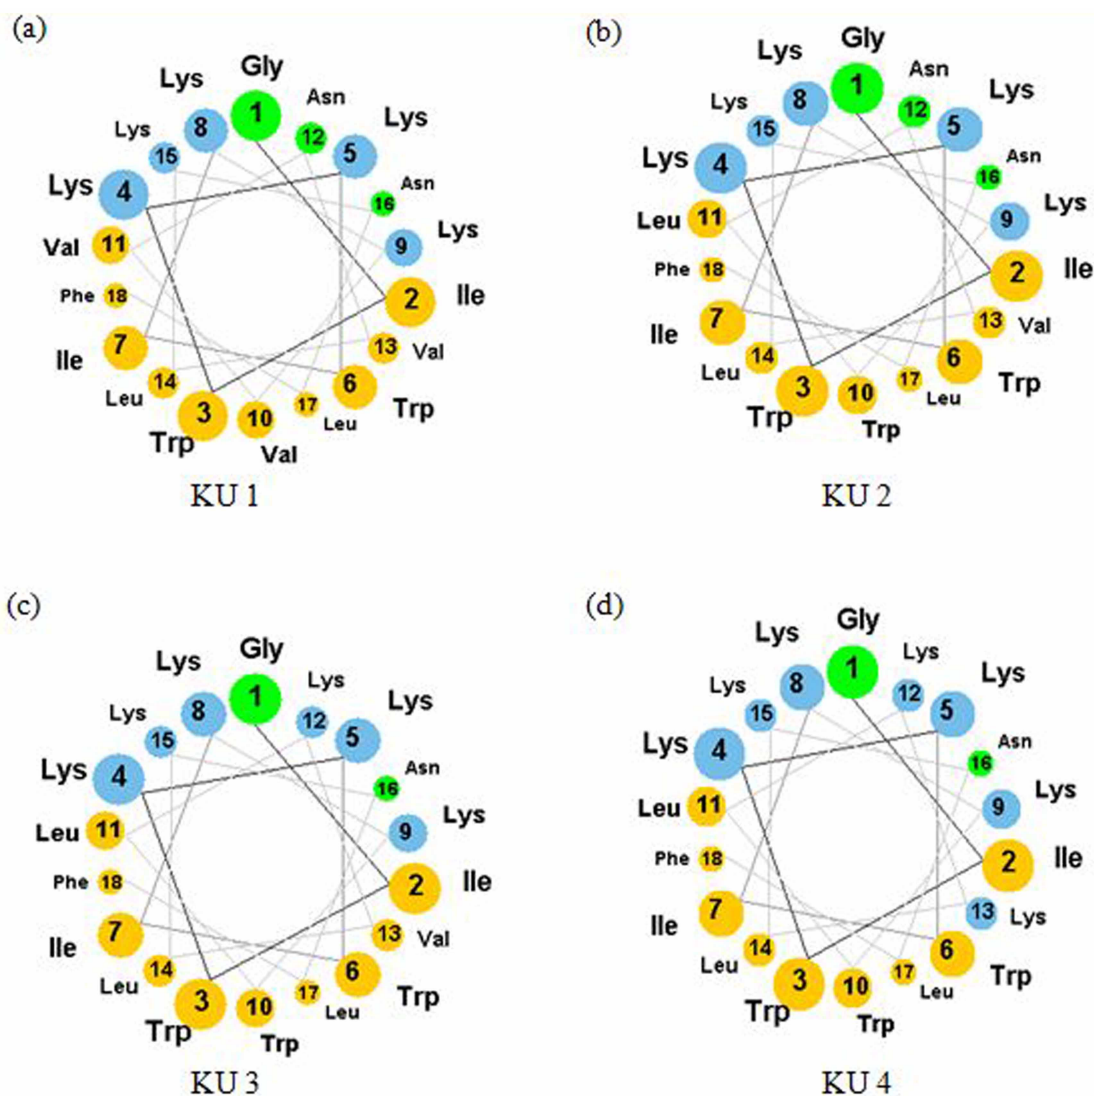 (a)
Lys
Gly
Asn
Lys
Lys
8
1
12
5
15
Asn
16
Lys
4
Lys
9
Val
11
2
Ile
Phe
18
Ile
7
13
Val
14
6
Leu
3
10
17
Trp
Trp
Leu
Val
KU 1
(b)
Lys
Gly
Asn
Lys
Lys
8
1
12
5
15
Asn
16
Lys
4
Lys
9
Leu
11
2
Ile
Phe
18
Ile
7
13
Val
14
6
Leu
3
10
17
Trp
Trp
Leu
Trp
KU 2
(c)
Lys
Gly
Lys
Lys
Lys
8
1
12
5
15
Asn
16
Lys
4
Lys
9
Leu
11
2
Ile
Phe
18
Ile
7
13
Val
14
6
Leu
3
10
17
Trp
Trp
Leu
Trp
KU 3
(d)
Lys
Gly
Lys
Lys
Lys
8
1
12
5
15
Asn
16
Lys
4
Lys
9
Leu
11
2
Ile
Phe
18
Ile
7
13
Lys
14
6
Leu
3
10
17
Trp
Trp
Leu
Trp
KU 4